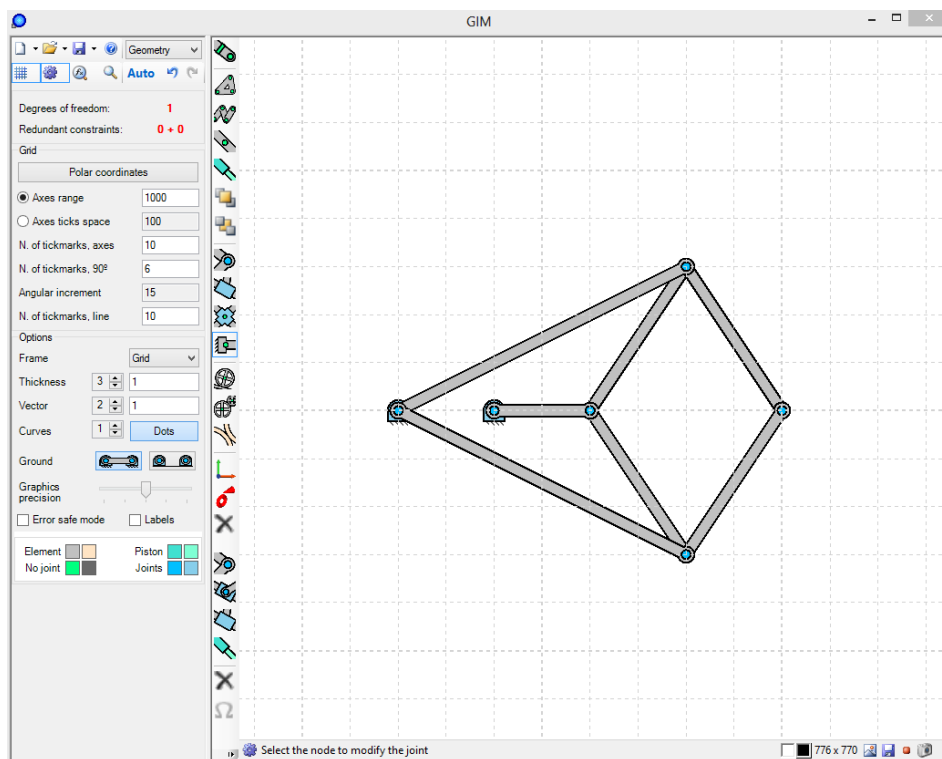 GIM
Geometry
Auto
Degrees of freedom: 1
Redundant constraints: 0 + 0
Grid
Polar coordinates
Axes range 1000
Axes ticks space 100
N. of tickmarks, axes 10
N. of tickmarks, 90º 6
Angular increment 15
N. of tickmarks, line 10
Options
Frame Grid
Thickness 3 1
Vector 2 1
Curves 1 Dots
Ground
Graphics
precision
Error safe mode Labels
Element Piston
No joint Joints
Select the node to modify the joint 776 x 770